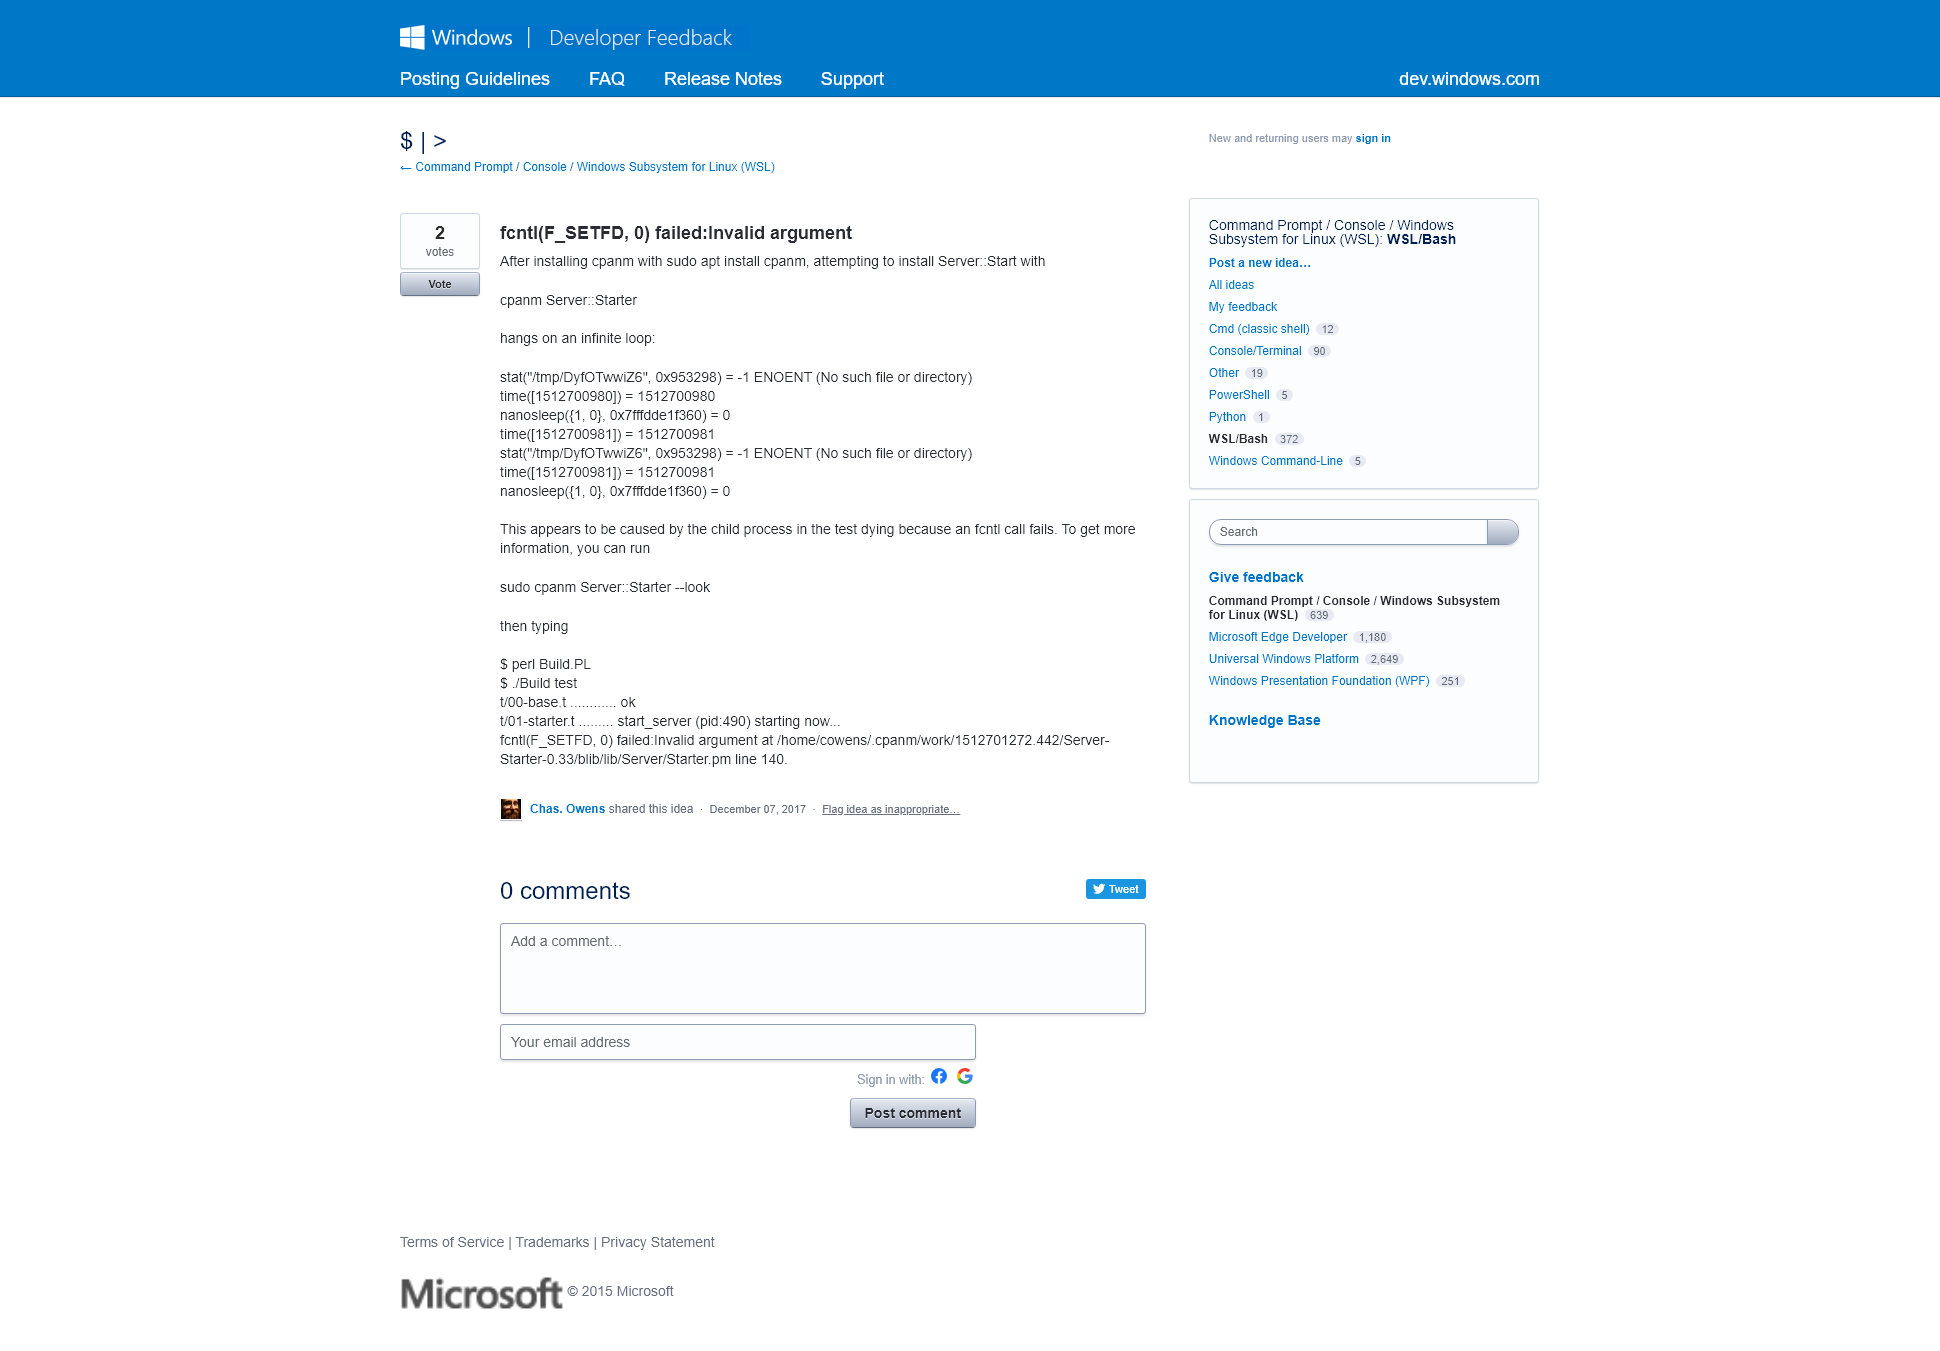 Windows | Developer Feedback
Posting Guidelines FAQ Release Notes Support dev.windows.com
$ | >
← Command Prompt / Console / Windows Subsystem for Linux (WSL)
New and returning users may sign in
2
votes
Vote
fcntl(F_SETFD, 0) failed:Invalid argument
After installing cpanm with sudo apt install cpanm, attempting to install Server::Start with
cpanm Server::Starter
hangs on an infinite loop:
stat("/tmp/DyfOTwwiZ6", 0x953298) = -1 ENOENT (No such file or directory)
time([1512700980]) = 1512700980
nanosleep({1, 0}, 0x7fffdde1f360) = 0
time([1512700981]) = 1512700981
stat("/tmp/DyfOTwwiZ6", 0x953298) = -1 ENOENT (No such file or directory)
time([1512700981]) = 1512700981
nanosleep({1, 0}, 0x7fffdde1f360) = 0
This appears to be caused by the child process in the test dying because an fcntl call fails. To get more
information, you can run
sudo cpanm Server::Starter --look
then typing
$ perl Build.PL
$ ./Build test
t/00-base.t ............ ok
t/01-starter.t ......... start_server (pid:490) starting now...
fcntl(F_SETFD, 0) failed:Invalid argument at /home/cowens/.cpanm/work/1512701272.442/Server-
Starter-0.33/blib/lib/Server/Starter.pm line 140.
Chas. Owens shared this idea · December 07, 2017 · Flag idea as inappropriate…
0 comments
Tweet
Add a comment…
Your email address
Sign in with:
Post comment
Command Prompt / Console / Windows
Subsystem for Linux (WSL): WSL/Bash
Post a new idea…
All ideas
My feedback
Cmd (classic shell) 12
Console/Terminal 90
Other 19
PowerShell 5
Python 1
WSL/Bash 372
Windows Command-Line 5
Search
Give feedback
Command Prompt / Console / Windows Subsystem
for Linux (WSL) 639
Microsoft Edge Developer 1,180
Universal Windows Platform 2,649
Windows Presentation Foundation (WPF) 251
Knowledge Base
Terms of Service | Trademarks | Privacy Statement
Microsoft © 2015 Microsoft